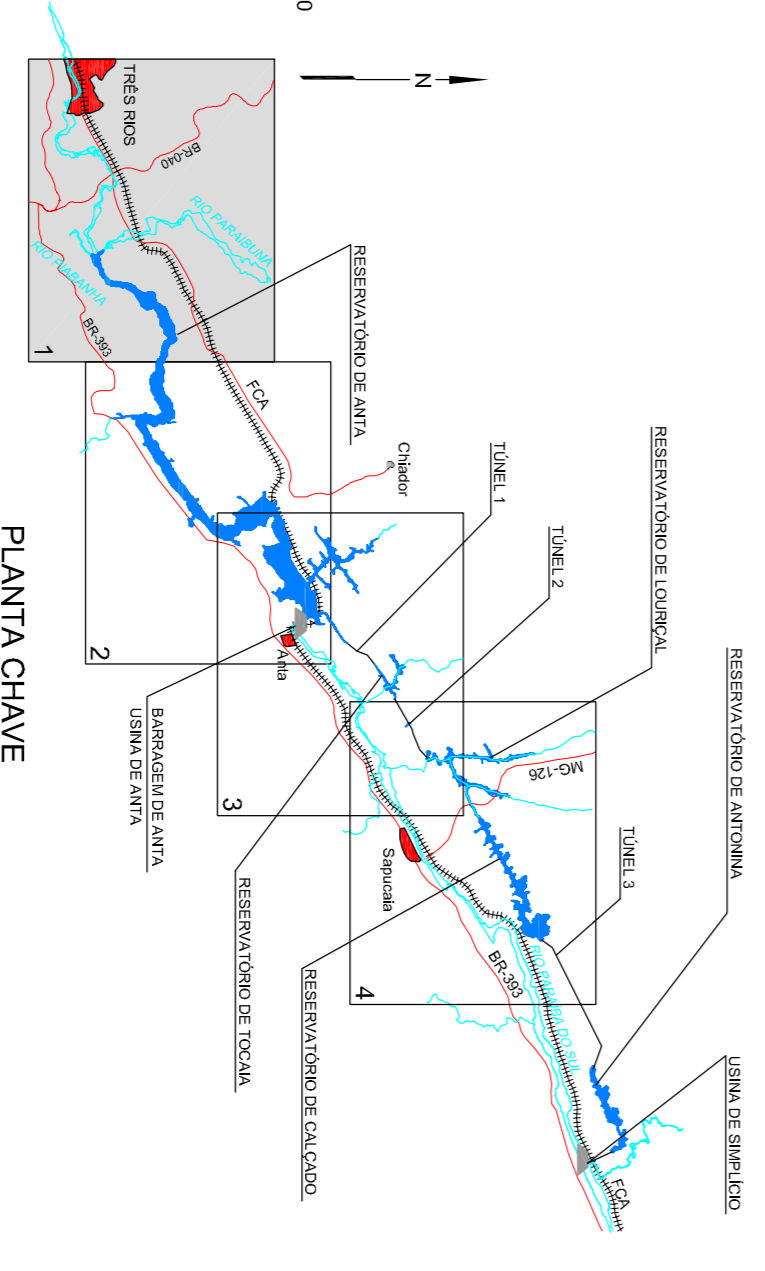 0
N
TRÊS RIOS
BR-040
RIO PARAIBUNA
RIO PIABANHA
BR-393
1
RESERVATÓRIO DE ANTA
FCA
Chiador
2
TÚNEL 1
TÚNEL 2
RESERVATÓRIO DE LOURIÇAL
Anta
BARRAGEM DE ANTA
USINA DE ANTA
3
MG-126
Sapucaia
RESERVATÓRIO DE TOCAIA
RESERVATÓRIO DE CALÇADO
TÚNEL 3
RESERVATÓRIO DE ANTONINA
BR-393
RIO PARAÍBA DO SUL
4
USINA DE SIMPLÍCIO
FCA
PLANTA CHAVE